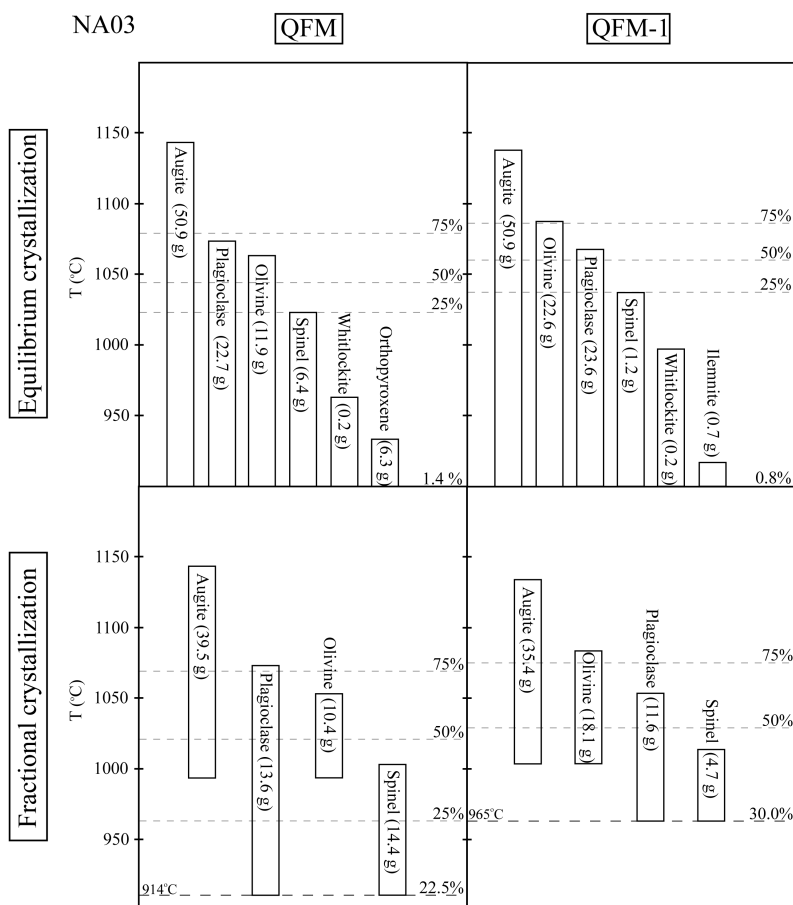 NA03
QFM
QFM-1
Equilibrium crystallization
T (°C)
1150
1100
1050
1000
950
Augite (50.9 g)
Plagioclase (22.7 g)
Olivine (11.9 g)
Spinel (6.4 g)
Whitlockite (0.2 g)
Orthopyroxene (6.3 g)
75%
50%
25%
1.4 %
Augite (50.9 g)
Olivine (22.6 g)
Plagioclase (23.6 g)
Spinel (1.2 g)
Whitlockite (0.2 g)
Ilemnite (0.7 g)
75%
50%
25%
0.8%
Fractional crystallization
T (°C)
1150
1100
1050
1000
950
Augite (39.5 g)
Plagioclase (13.6 g)
Olivine (10.4 g)
Spinel (14.4 g)
75%
50%
25%
22.5%
914°C
Augite (35.4 g)
Olivine (18.1 g)
Plagioclase (11.6 g)
Spinel (4.7 g)
75%
50%
30.0%
965°C